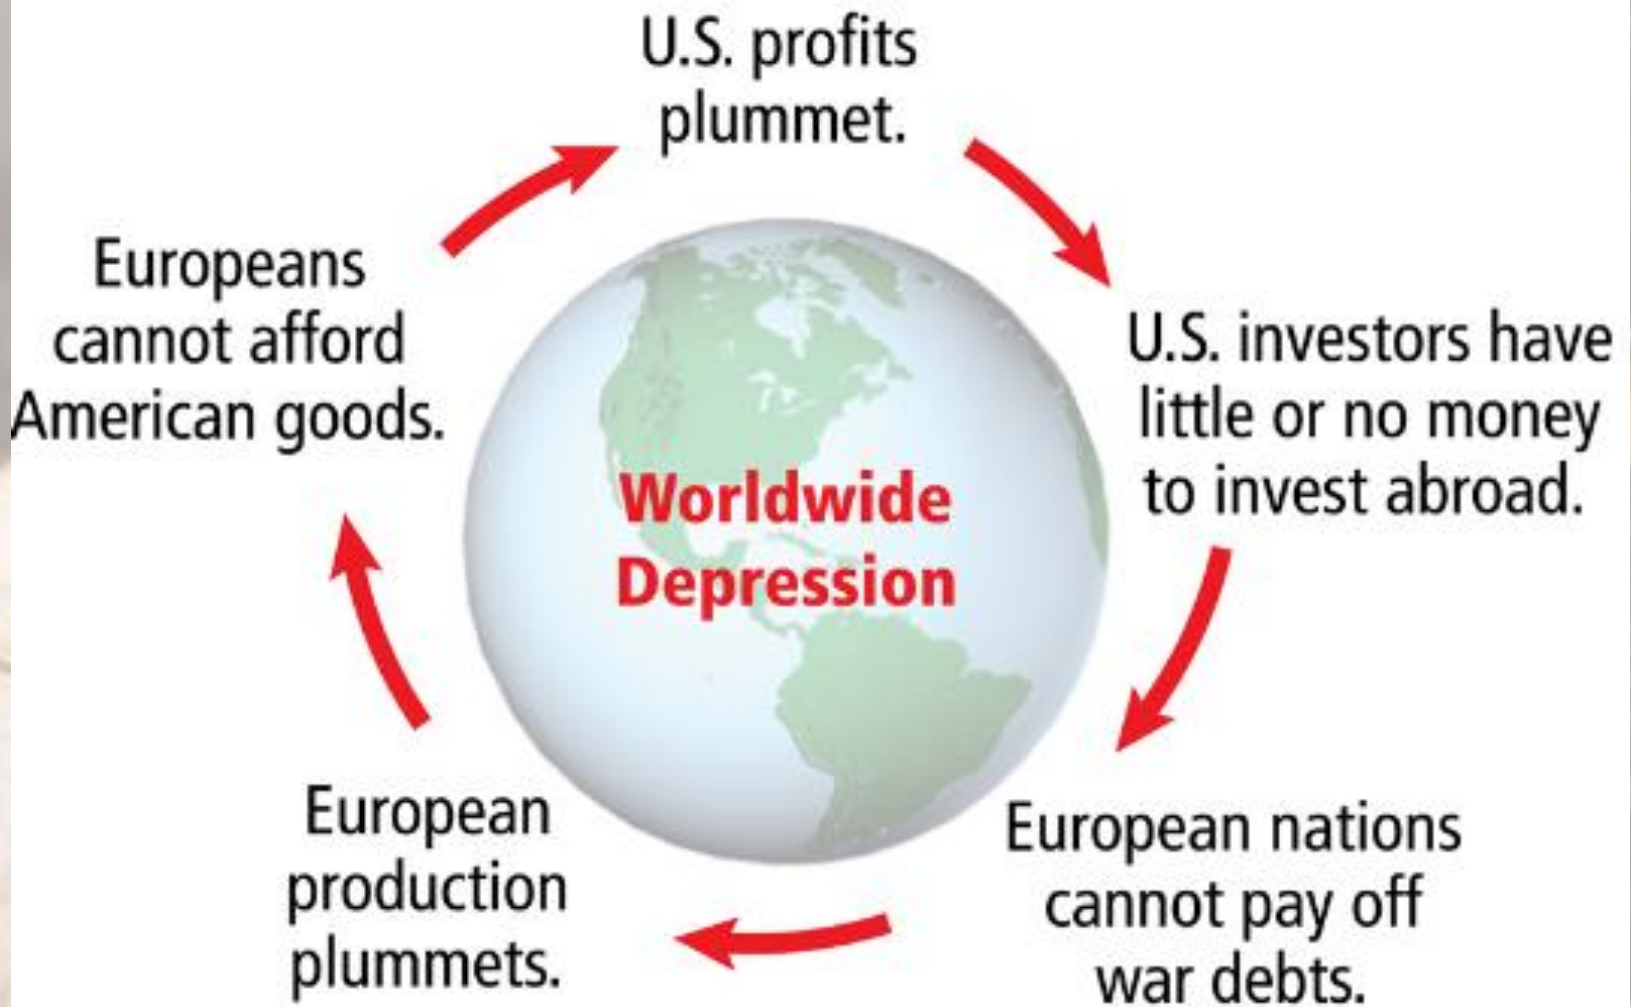 U.S. profits
plummet.
U.S. investors have
little or no money
to invest abroad.
European nations
cannot pay off
war debts.
European
production
plummets.
Europeans
cannot afford
American goods.
Worldwide
Depression